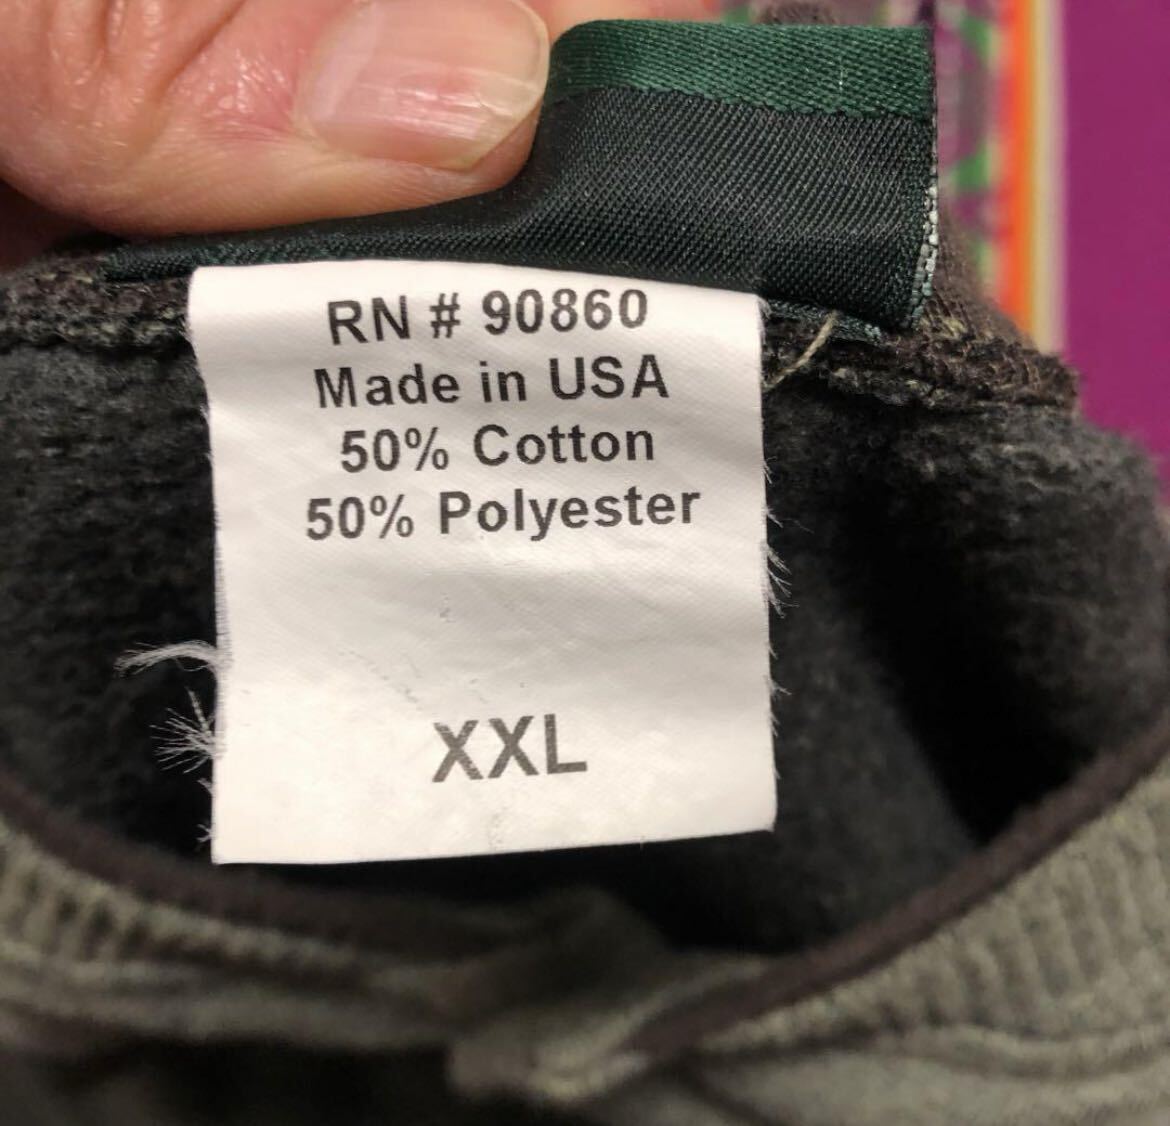 RN # 90860
Made in USA
50% Cotton
50% Polyester
XXL